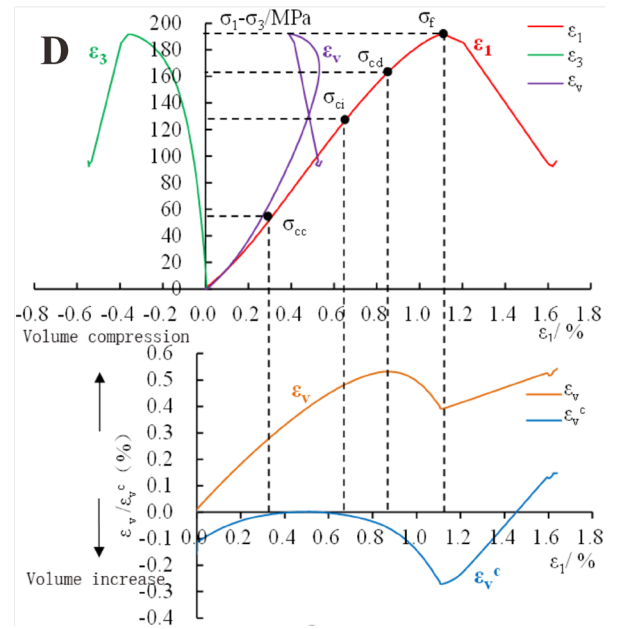 D
σ₁-σ₃/MPa
σf
ε₃
εv
ε₁
σcd
σci
σcc
ε₁
ε₃
εv
200
180
160
140
120
100
80
60
40
20
0
-0.8 -0.6 -0.4 -0.2 0.0 0.2 0.4 0.6 0.8 1.0 1.2 1.4 1.6 1.8
ε₁/ %
Volume compression
0.6
0.5
0.4
0.3
0.2
0.1
0.0
-0.1
-0.2
-0.3
-0.4
εv/εvᶜ (%)
εv
εv
εvᶜ
0.0 0.2 0.4 0.6 0.8 1.0 1.2 1.4 1.6 1.8
ε₁/ %
Volume increase
εvᶜ